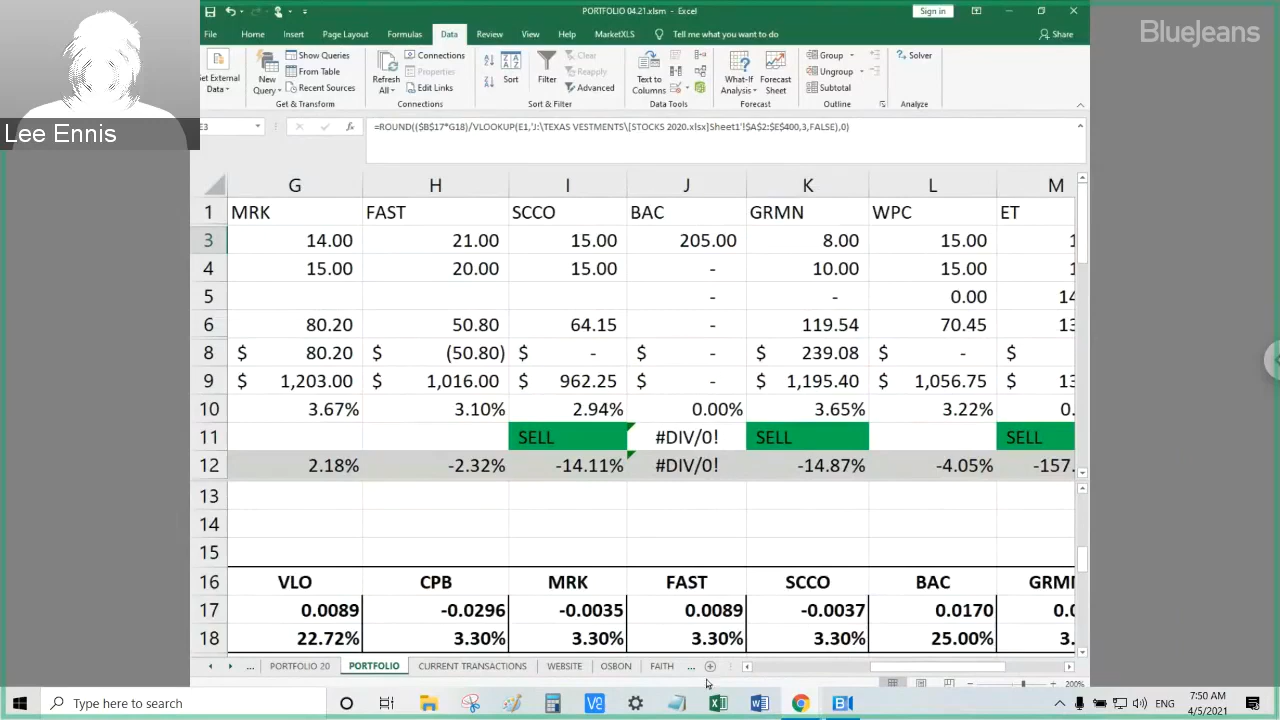 PORTFOLIO 04.21.xlsm - Excel
Sign in
BlueJeans
File Home Insert Page Layout Formulas Data Review View Help MarketXLS Tell me what you want to do Share
Get External Data
New Query
Show Queries
From Table
Recent Sources
Get & Transform
Refresh All
Connections
Properties
Edit Links
Connections
Sort
Filter
Clear
Reapply
Advanced
Sort & Filter
Text to Columns
Data Tools
What-If Analysis
Forecast Sheet
Forecast
Group
Ungroup
Subtotal
Outline
Solver
Analyze
Lee Ennis
E3
fx
=ROUND(($B$17*G18)/VLOOKUP(E1,'J:\TEXAS VESTMENTS\[STOCKS 2020.xlsx]Sheet1'!$A$2:$E$400,3,FALSE),0)
G H I J K L M
1 MRK FAST SCCO BAC GRMN WPC ET
3 14.00 21.00 15.00 205.00 8.00 15.00 1
4 15.00 20.00 15.00 - 10.00 15.00 1
5 - - 0.00 14
6 80.20 50.80 64.15 - 119.54 70.45 13
8 $ 80.20 $ (50.80) $ - $ - $ 239.08 $ - $
9 $ 1,203.00 $ 1,016.00 $ 962.25 $ - $ 1,195.40 $ 1,056.75 $ 13
10 3.67% 3.10% 2.94% 0.00% 3.65% 3.22% 0.
11 SELL #DIV/0! SELL SELL
12 2.18% -2.32% -14.11% #DIV/0! -14.87% -4.05% -157.
13
14
15
16 VLO CPB MRK FAST SCCO BAC GRMN
17 0.0089 -0.0296 -0.0035 0.0089 -0.0037 0.0170 0.0
18 22.72% 3.30% 3.30% 3.30% 3.30% 25.00% 3.
... PORTFOLIO 20 PORTFOLIO CURRENT TRANSACTIONS WEBSITE OSBON FAITH ...
200%
Type here to search
ENG
7:50 AM
4/5/2021